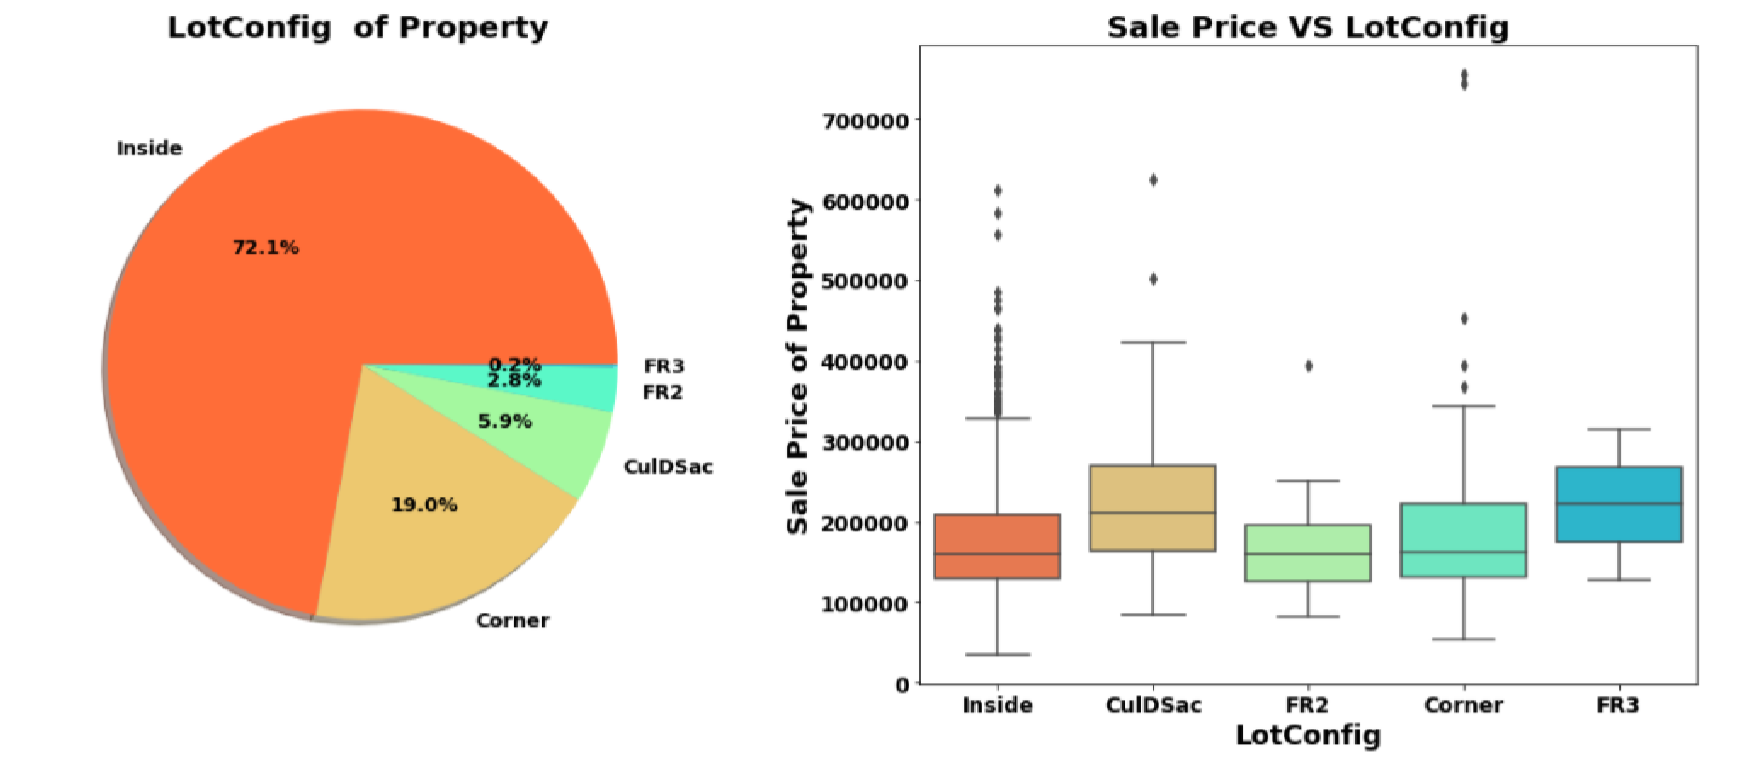 LotConfig  of Property
Inside
72.1%
0.2%
FR3
2.8%
FR2
5.9%
CulDSac
19.0%
Corner
Sale Price VS LotConfig
Sale Price of Property
700000
600000
500000
400000
300000
200000
100000
0
Inside CulDSac FR2 Corner FR3
LotConfig